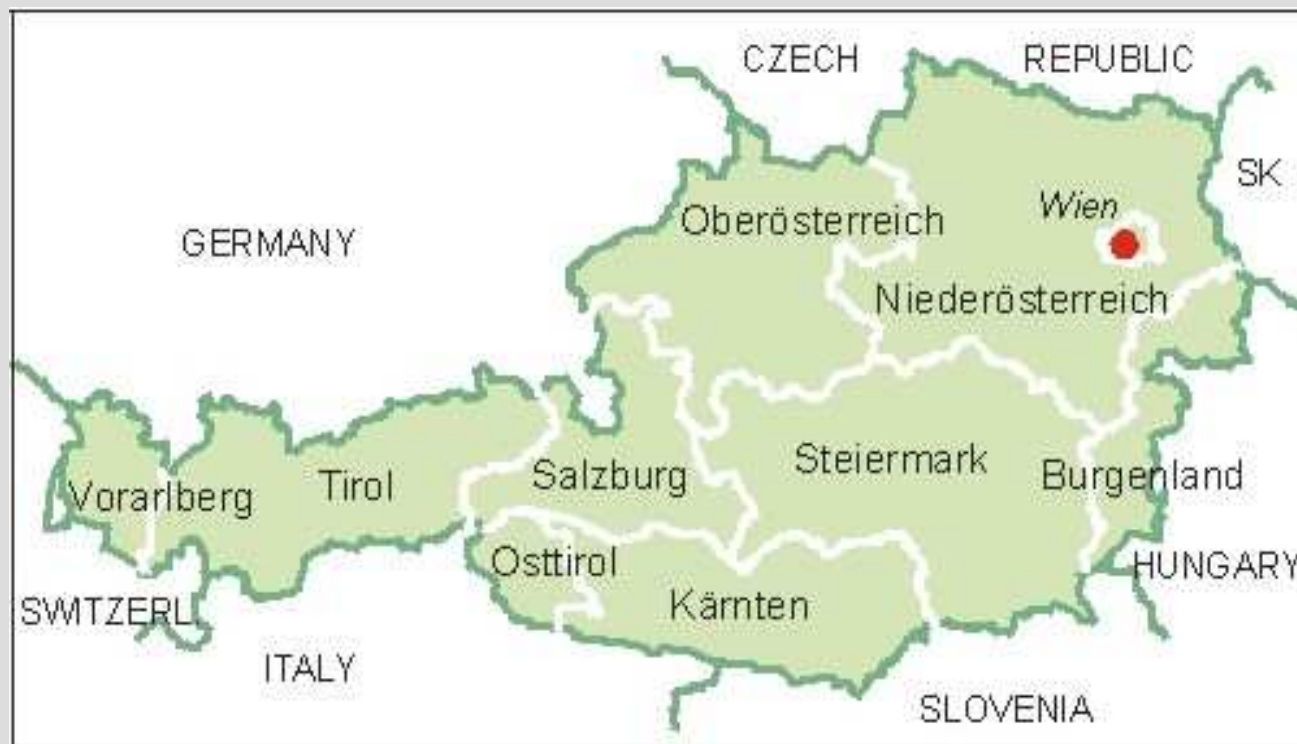 CZECH REPUBLIC
SK
Wien
Oberösterreich
GERMANY
Niederösterreich
Steiermark
Salzburg
Burgenland
Tirol
Vorarlberg
Osttirol
HUNGARY
Kärnten
SWITZERL.
ITALY
SLOVENIA